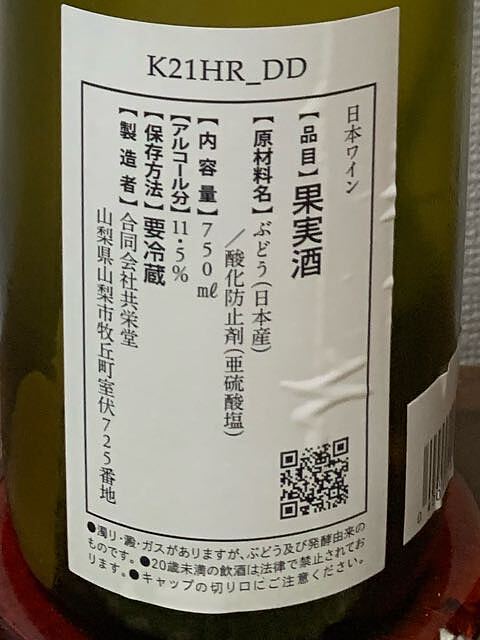 K21HR_DD
日本ワイン
【品目】果実酒
【原材料名】ぶどう(日本産)
／酸化防止剤(亜硫酸塩)
【内容量】750㎖
【アルコール分】11.5%
【保存方法】要冷蔵
【製造者】合同会社共栄堂
山梨県山梨市牧丘町室伏725番地
●濁り・澱・ガスがありますが、ぶどう及び発酵由来の
ものです。●20歳未満の飲酒は法律で禁止されてお
ります。●キャップの切り口にご注意ください。